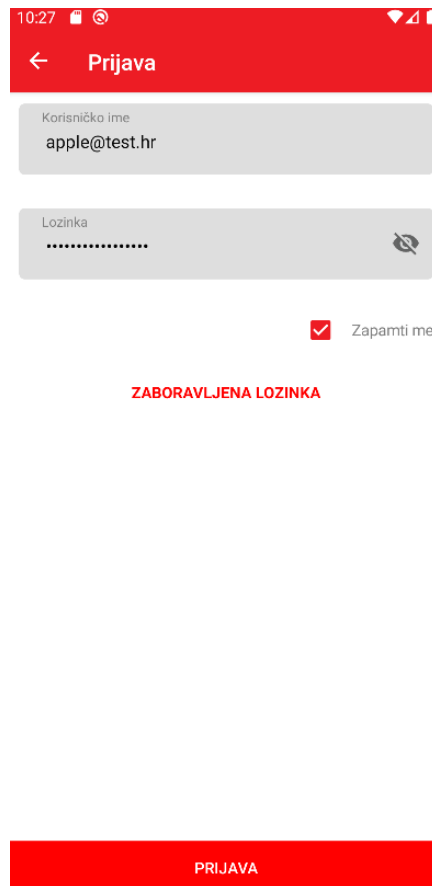 10:27
Prijava
Korisničko ime
apple@test.hr
Lozinka
•••••••••••••••••
Zapamti me
ZABORAVLJENA LOZINKA
PRIJAVA